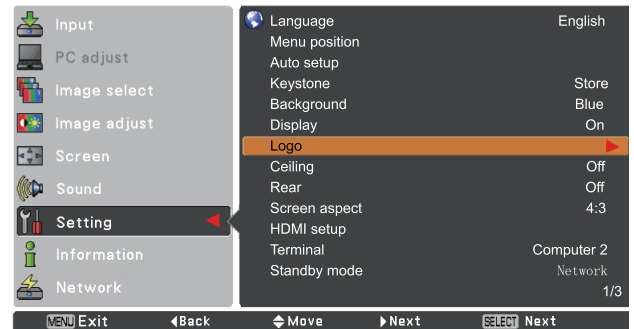 Input
PC adjust
Image select
Image adjust
Screen
Sound
Setting
Information
Network
Language English
Menu position
Auto setup
Keystone Store
Background Blue
Display On
Logo
Ceiling Off
Rear Off
Screen aspect 4:3
HDMI setup
Terminal Computer 2
Standby mode Network
1/3
MENU Exit Back Move Next SELECT Next